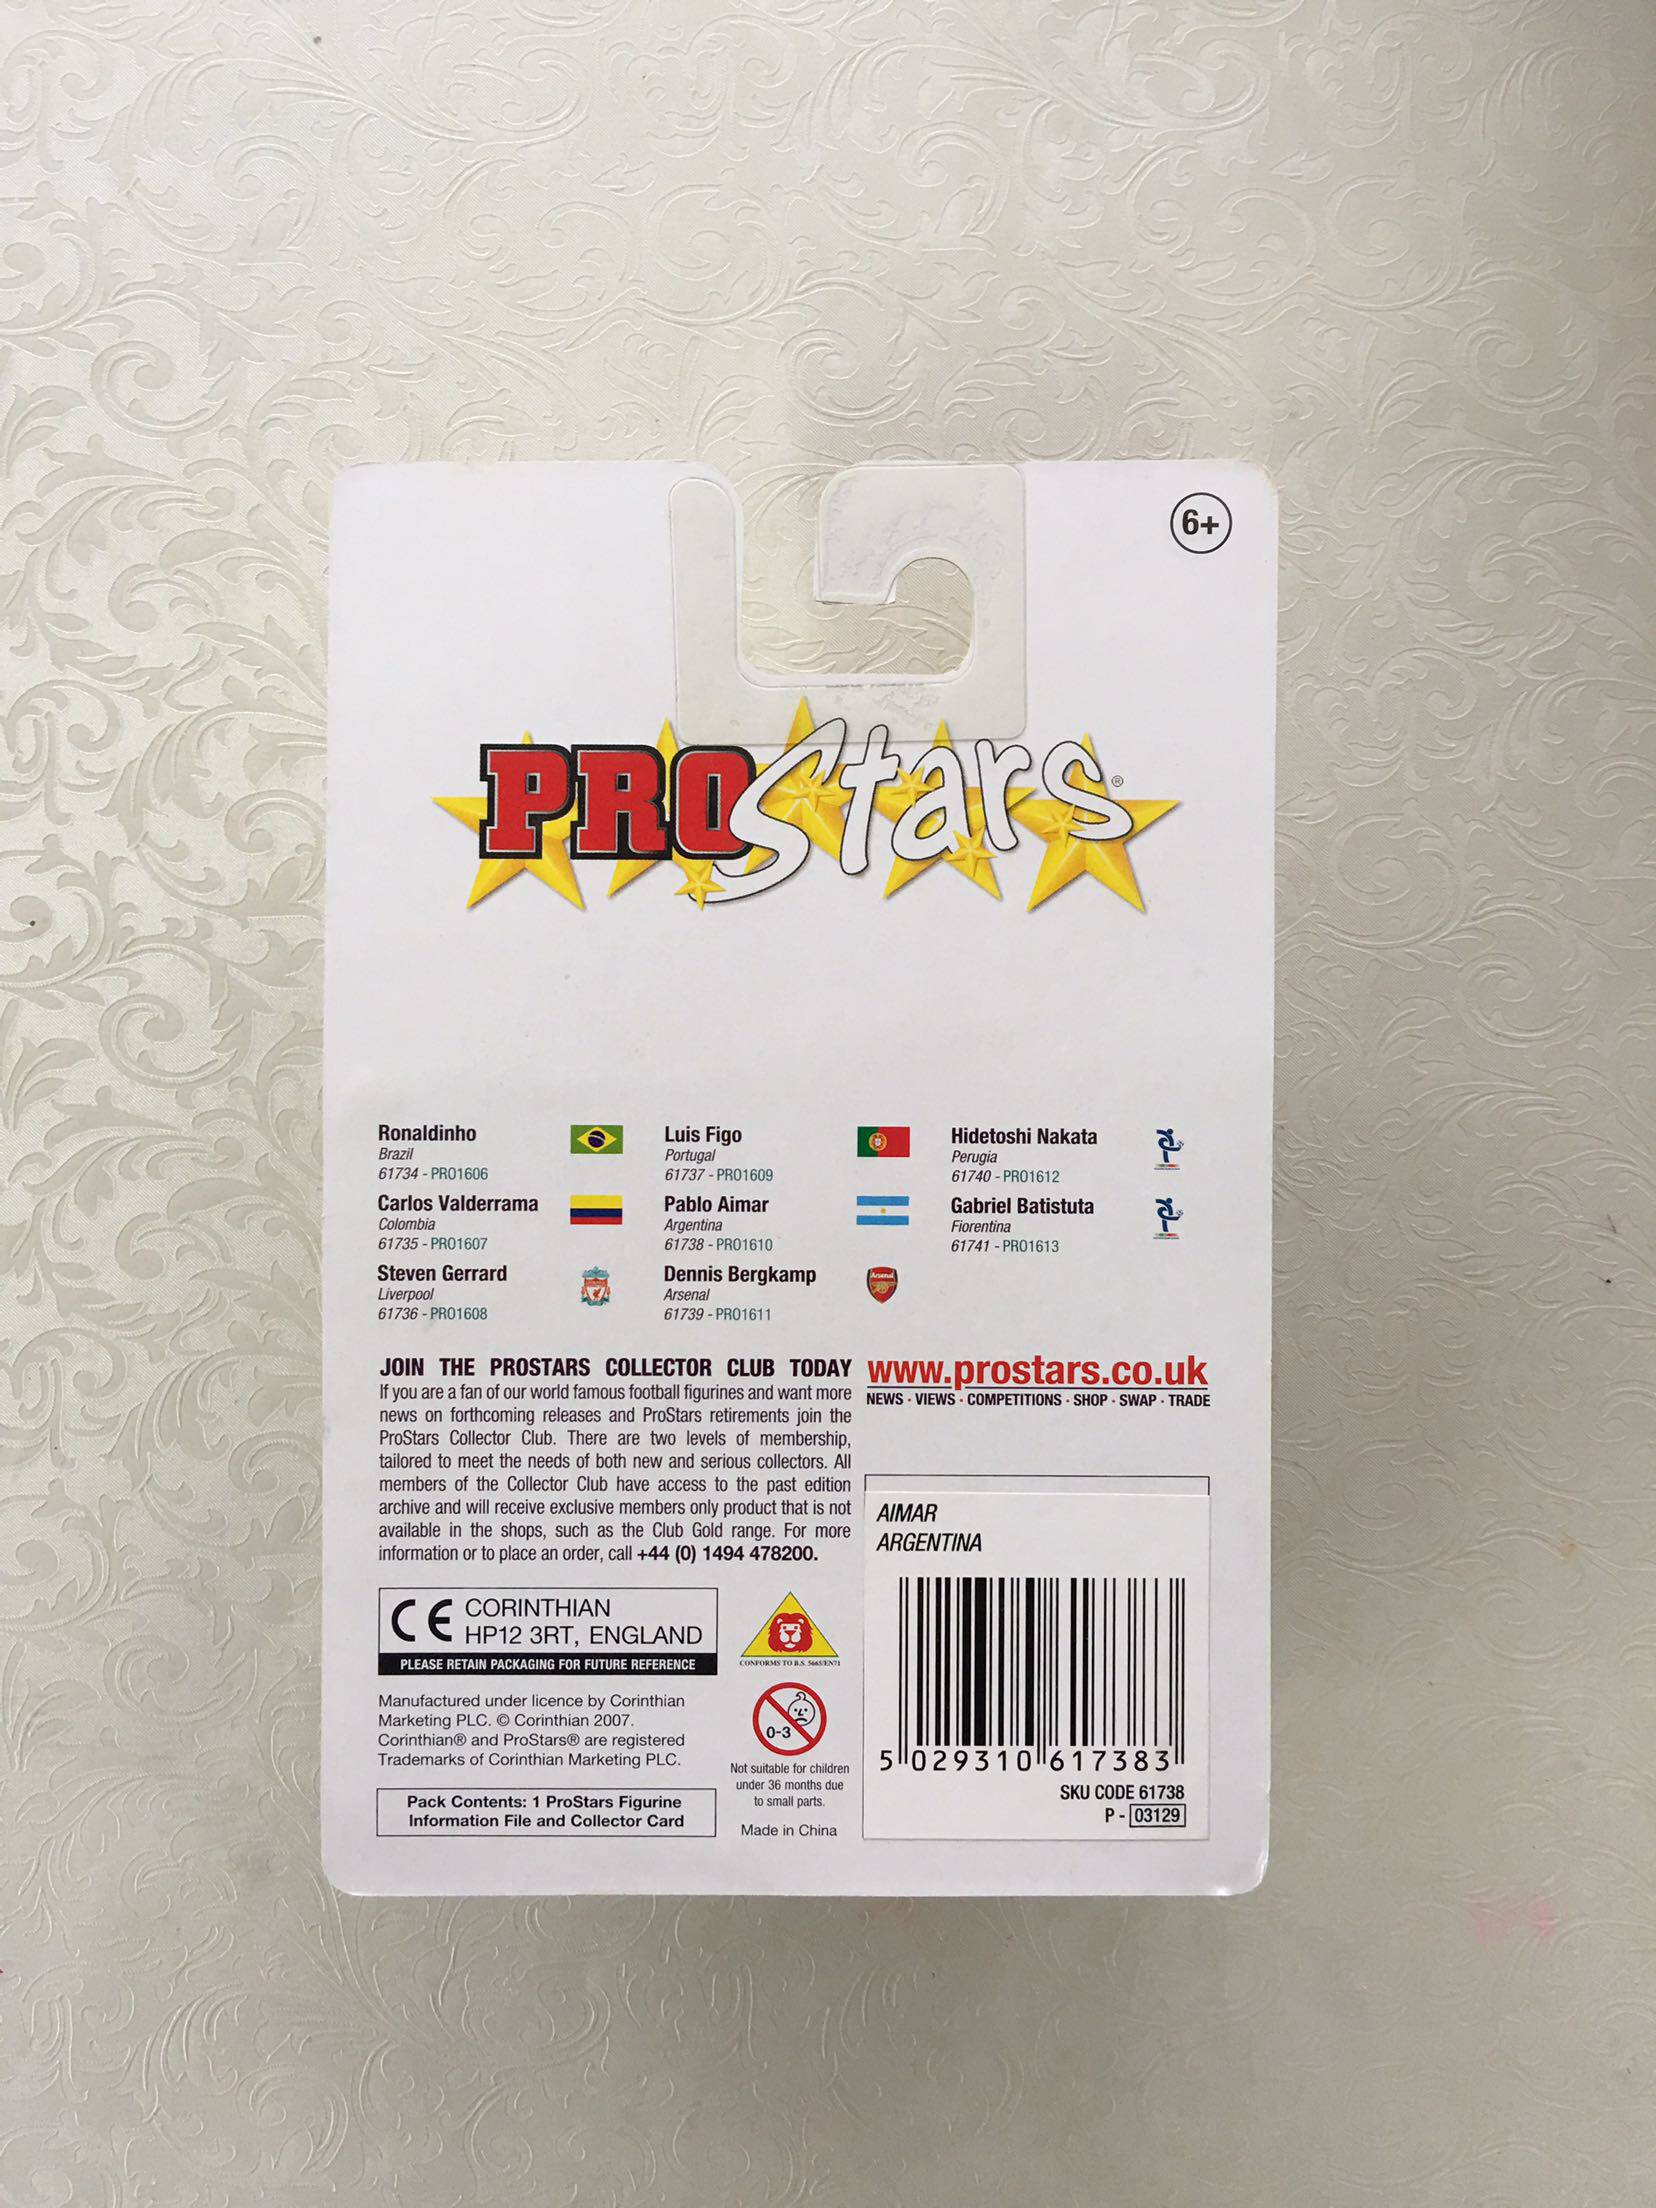 6+
PROStars®
Ronaldinho
Brazil
61734 - PRO1606
Carlos Valderrama
Colombia
61735 - PRO1607
Steven Gerrard
Liverpool
61736 - PRO1608
Luis Figo
Portugal
61737 - PRO1609
Pablo Aimar
Argentina
61738 - PRO1610
Dennis Bergkamp
Arsenal
61739 - PRO1611
Arsenal
Hidetoshi Nakata
Perugia
61740 - PRO1612
Gabriel Batistuta
Fiorentina
61741 - PRO1613
JOIN THE PROSTARS COLLECTOR CLUB TODAY
If you are a fan of our world famous football figurines and want more
news on forthcoming releases and ProStars retirements join the
ProStars Collector Club. There are two levels of membership,
tailored to meet the needs of both new and serious collectors. All
members of the Collector Club have access to the past edition
archive and will receive exclusive members only product that is not
available in the shops, such as the Club Gold range. For more
information or to place an order, call +44 (0) 1494 478200.
www.prostars.co.uk
NEWS · VIEWS · COMPETITIONS · SHOP · SWAP · TRADE
CE CORINTHIAN
HP12 3RT, ENGLAND
PLEASE RETAIN PACKAGING FOR FUTURE REFERENCE
Manufactured under licence by Corinthian
Marketing PLC. © Corinthian 2007.
Corinthian® and ProStars® are registered
Trademarks of Corinthian Marketing PLC.
Pack Contents: 1 ProStars Figurine
Information File and Collector Card
CONFORMS TO B.S. 5665/EN71
0-3
Not suitable for children
under 36 months due
to small parts.
Made in China
AIMAR
ARGENTINA
5 029310 617383
SKU CODE 61738
P - 03129